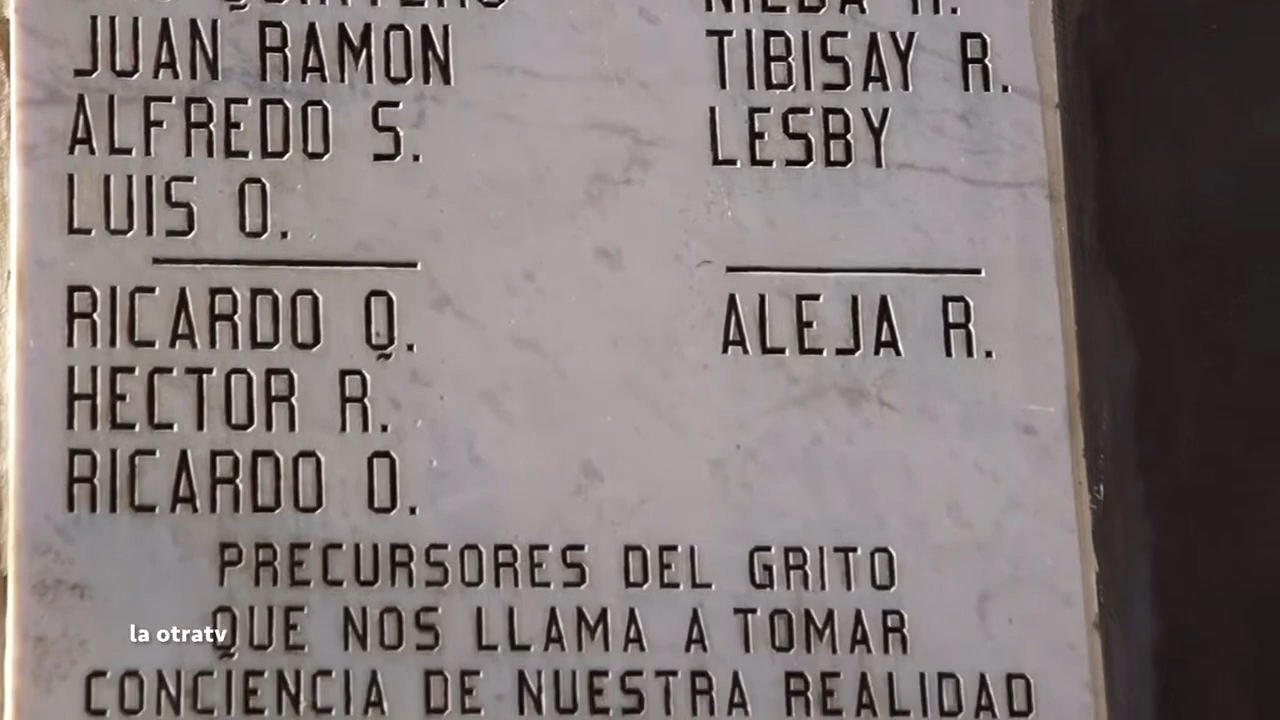 JUAN RAMON
ALFREDO S.
LUIS O.
RICARDO Q.
HECTOR R.
RICARDO O.
TIBISAY R.
LESBY
ALEJA R.
PRECURSORES DEL GRITO
QUE NOS LLAMA A TOMAR
CONCIENCIA DE NUESTRA REALIDAD
la otratv